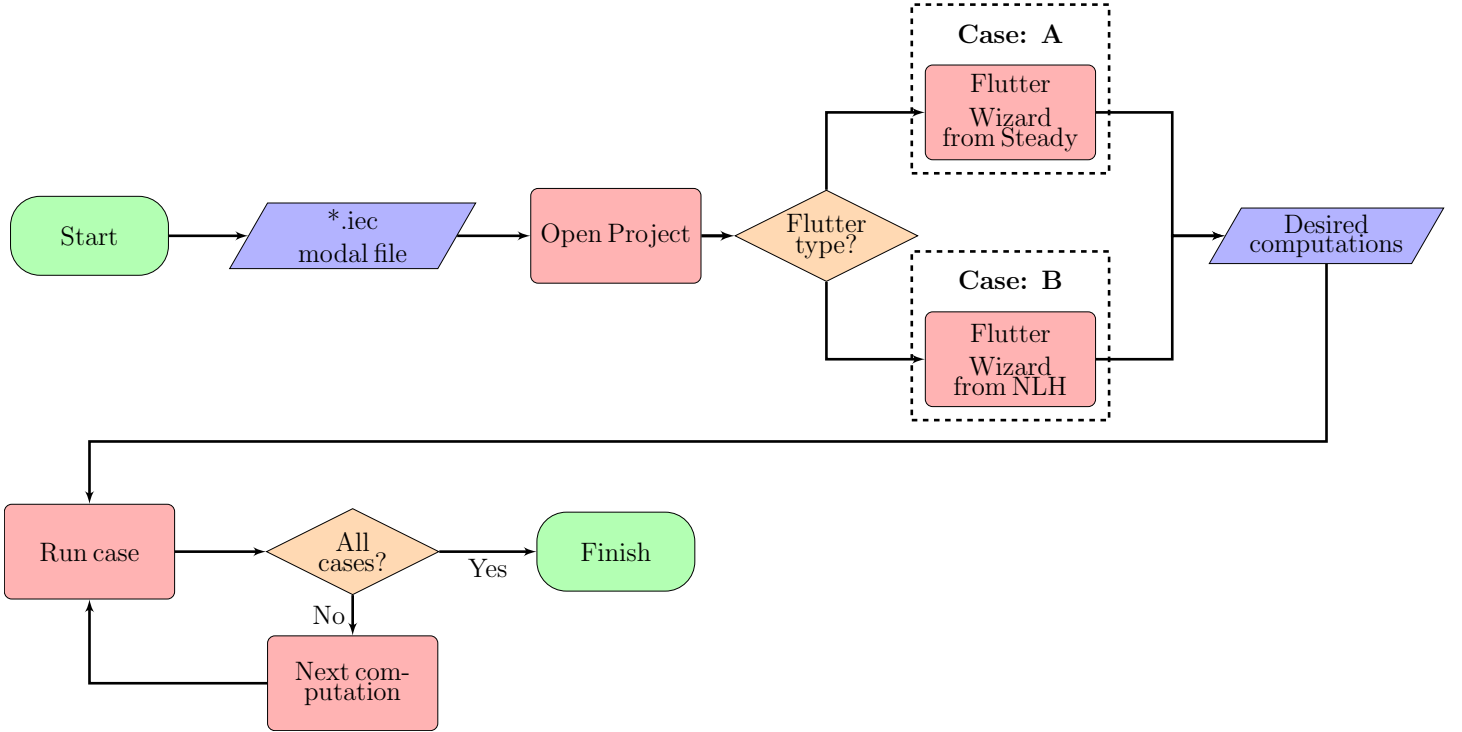 Case: A
Flutter
Wizard
from Steady
Start
*.iec
modal file
Open Project
Flutter
type?
Desired
computations
Case: B
Flutter
Wizard
from NLH
Run case
All
cases?
Yes
Finish
No
Next com-
putation